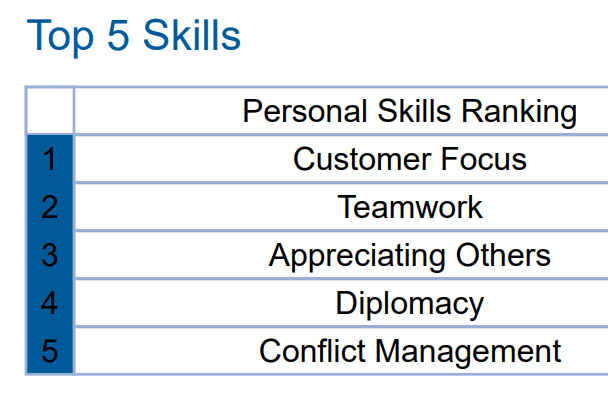 Top 5 Skills
Personal Skills Ranking
1 Customer Focus
2 Teamwork
3 Appreciating Others
4 Diplomacy
5 Conflict Management